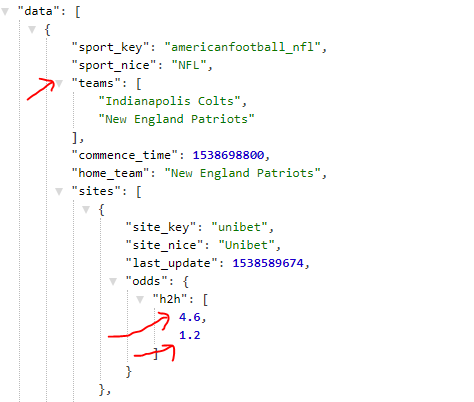 "data": [
{
"sport_key": "americanfootball_nfl",
"sport_nice": "NFL",
"teams": [
"Indianapolis Colts",
"New England Patriots"
],
"commence_time": 1538698800,
"home_team": "New England Patriots",
"sites": [
{
"site_key": "unibet",
"site_nice": "Unibet",
"last_update": 1538589674,
"odds": {
"h2h": [
4.6,
1.2
]
}
},